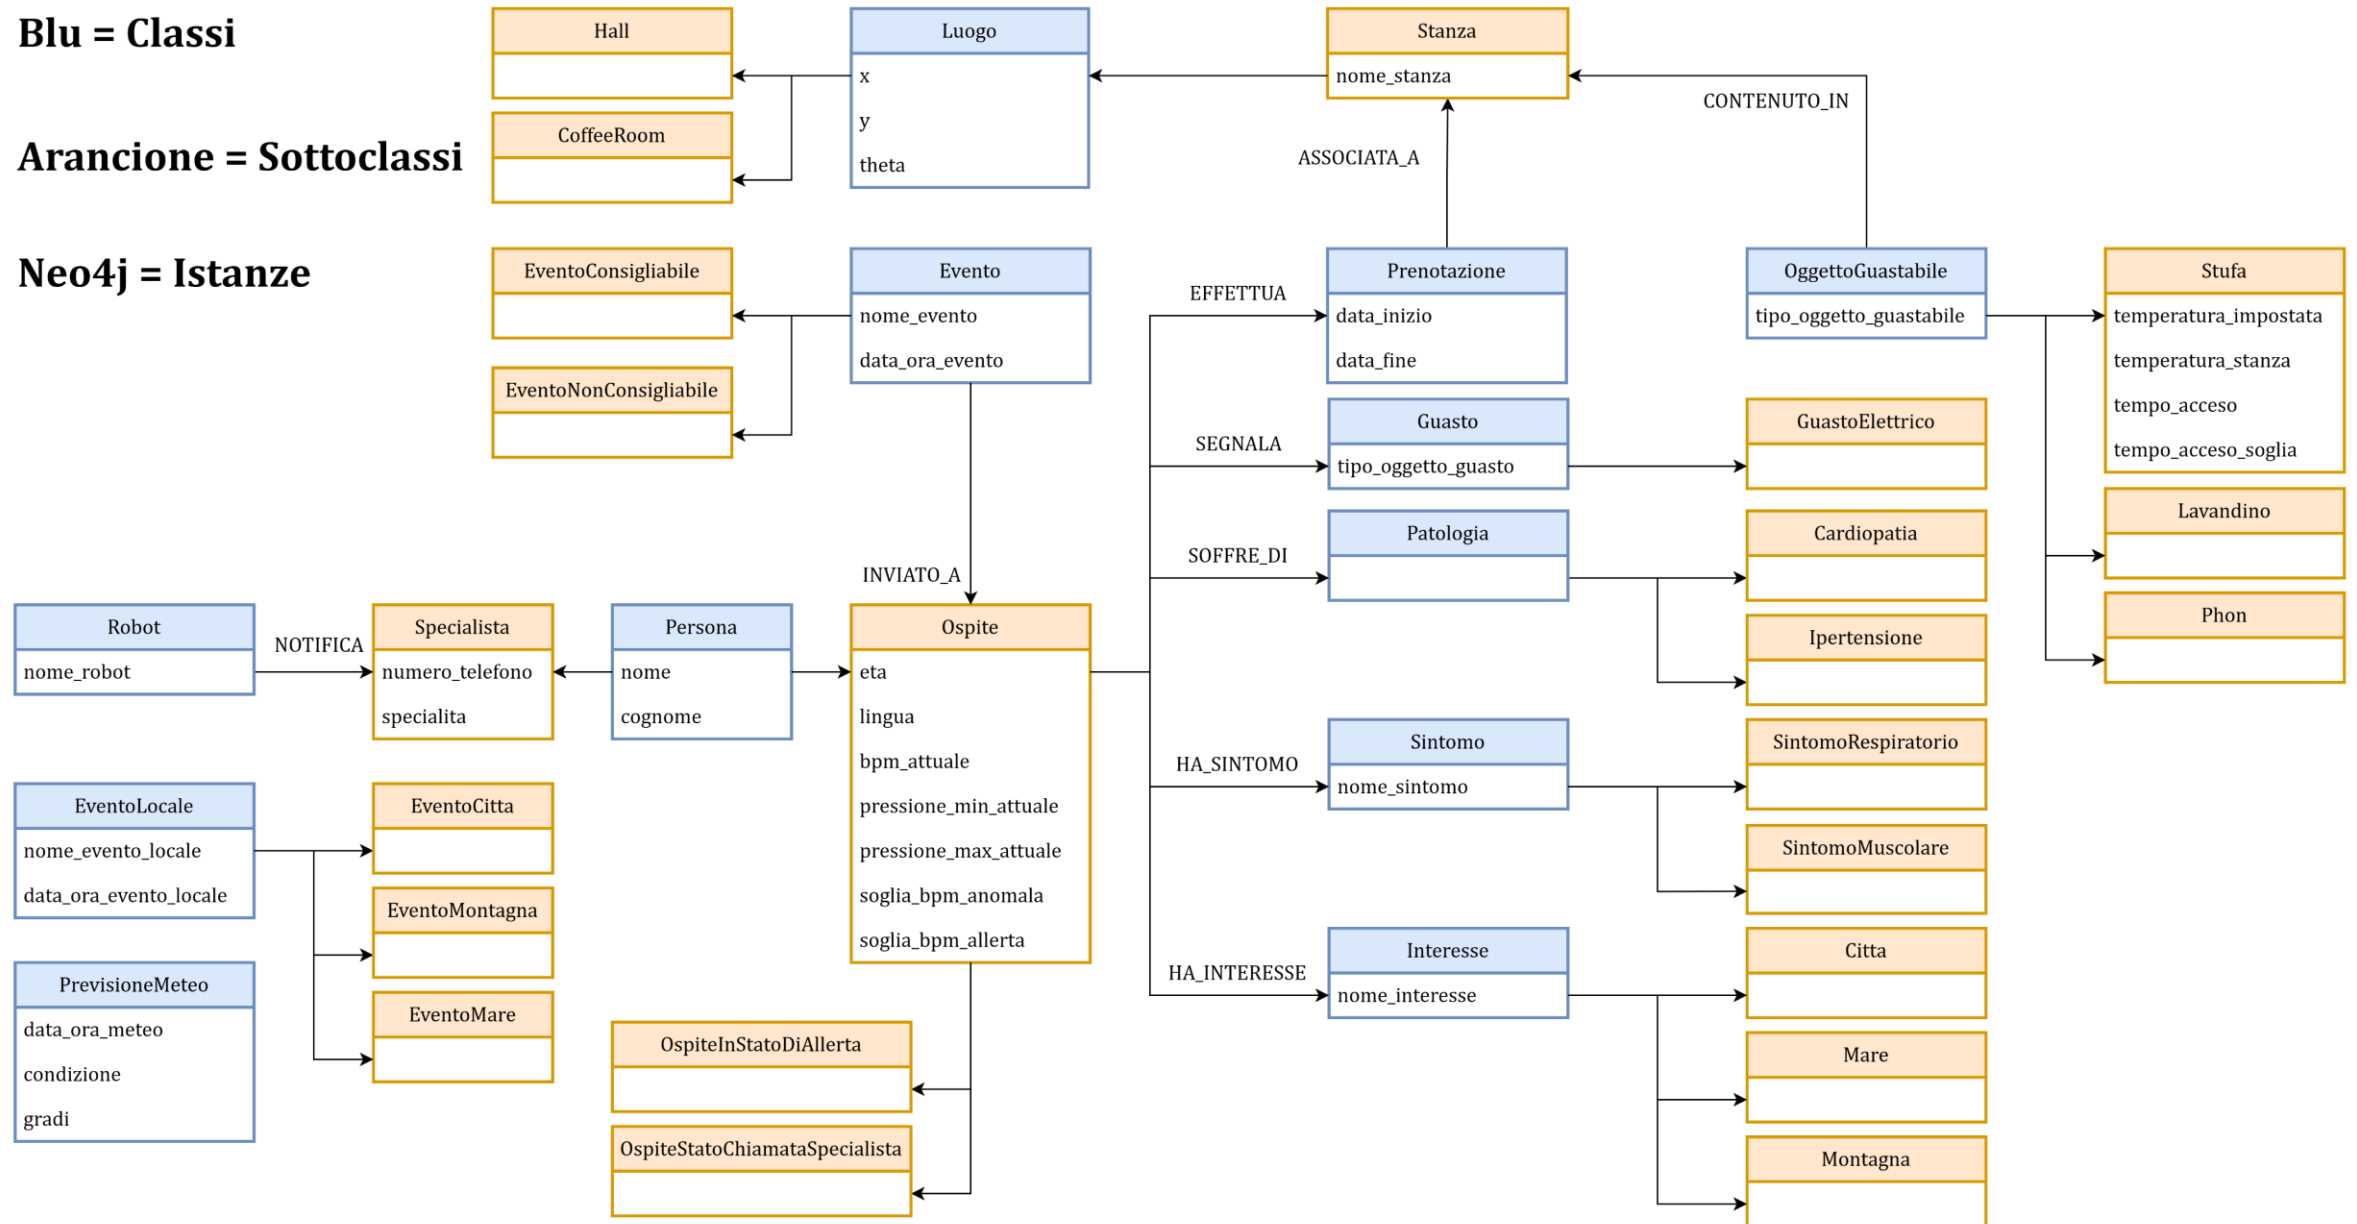 Blu = Classi
Arancione = Sottoclassi
Neo4j = Istanze
Hall
CoffeeRoom
Luogo
x
y
theta
Stanza
nome_stanza
CONTENUTO_IN
ASSOCIATA_A
EventoConsigliabile
EventoNonConsigliabile
Evento
nome_evento
data_ora_evento
INVIATO_A
EFFETTUA
Prenotazione
data_inizio
data_fine
OggettoGuastabile
tipo_oggetto_guastabile
Stufa
temperatura_impostata
temperatura_stanza
tempo_acceso
tempo_acceso_soglia
Lavandino
Phon
SEGNALA
Guasto
tipo_oggetto_guasto
GuastoElettrico
SOFFRE_DI
Patologia
Cardiopatia
Ipertensione
Robot
nome_robot
NOTIFICA
Specialista
numero_telefono
specialita
Persona
nome
cognome
Ospite
eta
lingua
bpm_attuale
pressione_min_attuale
pressione_max_attuale
soglia_bpm_anomala
soglia_bpm_allerta
HA_SINTOMO
Sintomo
nome_sintomo
SintomoRespiratorio
SintomoMuscolare
EventoLocale
nome_evento_locale
data_ora_evento_locale
EventoCitta
EventoMontagna
EventoMare
PrevisioneMeteo
data_ora_meteo
condizione
gradi
OspiteInStatoDiAllerta
OspiteStatoChiamataSpecialista
HA_INTERESSE
Interesse
nome_interesse
Citta
Mare
Montagna